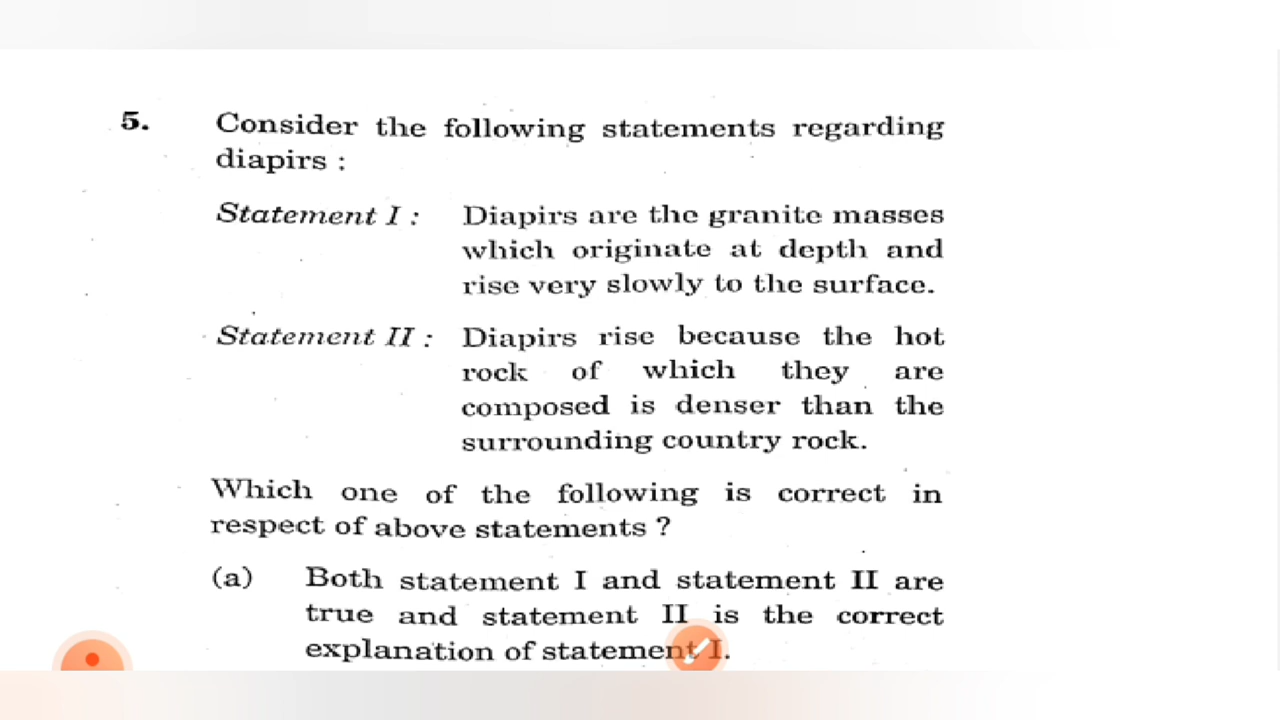 5. Consider the following statements regarding
diapirs :
Statement I : Diapirs are the granite masses
which originate at depth and
rise very slowly to the surface.
Statement II : Diapirs rise because the hot
rock of which they are
composed is denser than the
surrounding country rock.
Which one of the following is correct in
respect of above statements ?
(a) Both statement I and statement II are
true and statement II is the correct
explanation of statement I.